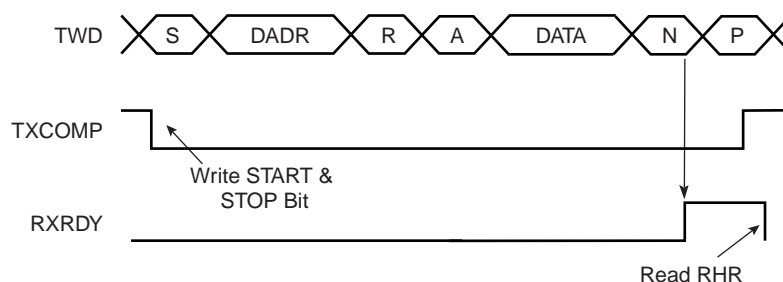 TWD S DADR R A DATA N P
TXCOMP
Write START &
STOP Bit
RXRDY
Read RHR